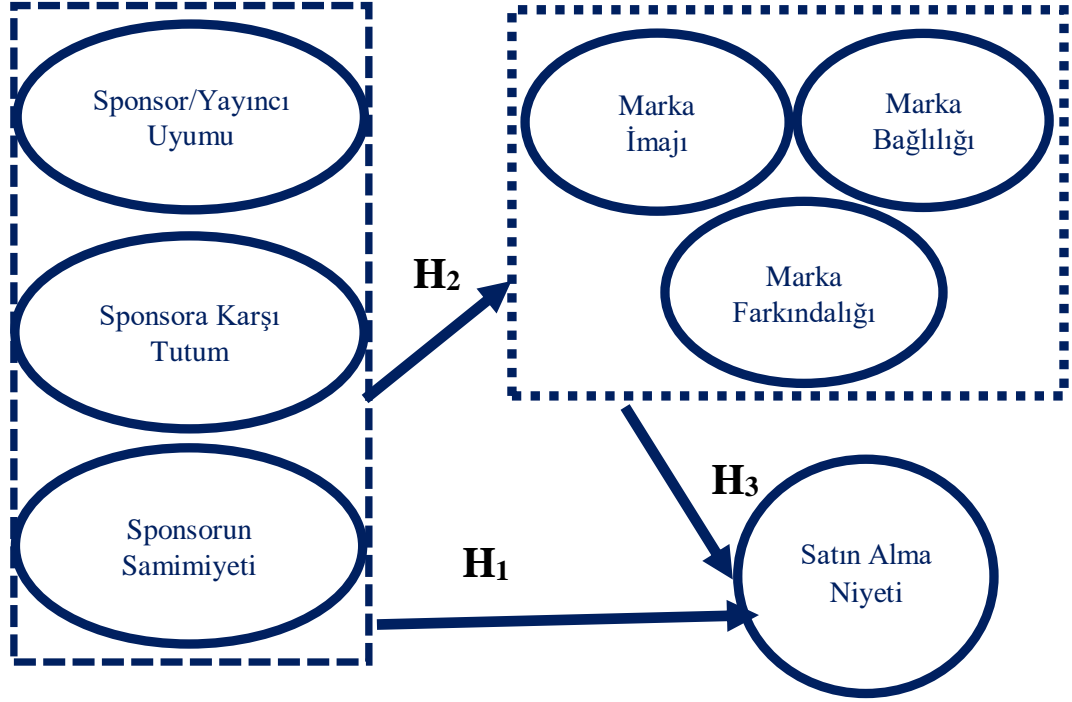 Sponsor/Yayıncı
Uyumu
Sponsora Karşı
Tutum
Sponsorun
Samimiyeti
H₂
H₁
Marka
İmajı
Marka
Bağlılığı
Marka
Farkındalığı
H₃
Satın Alma
Niyeti